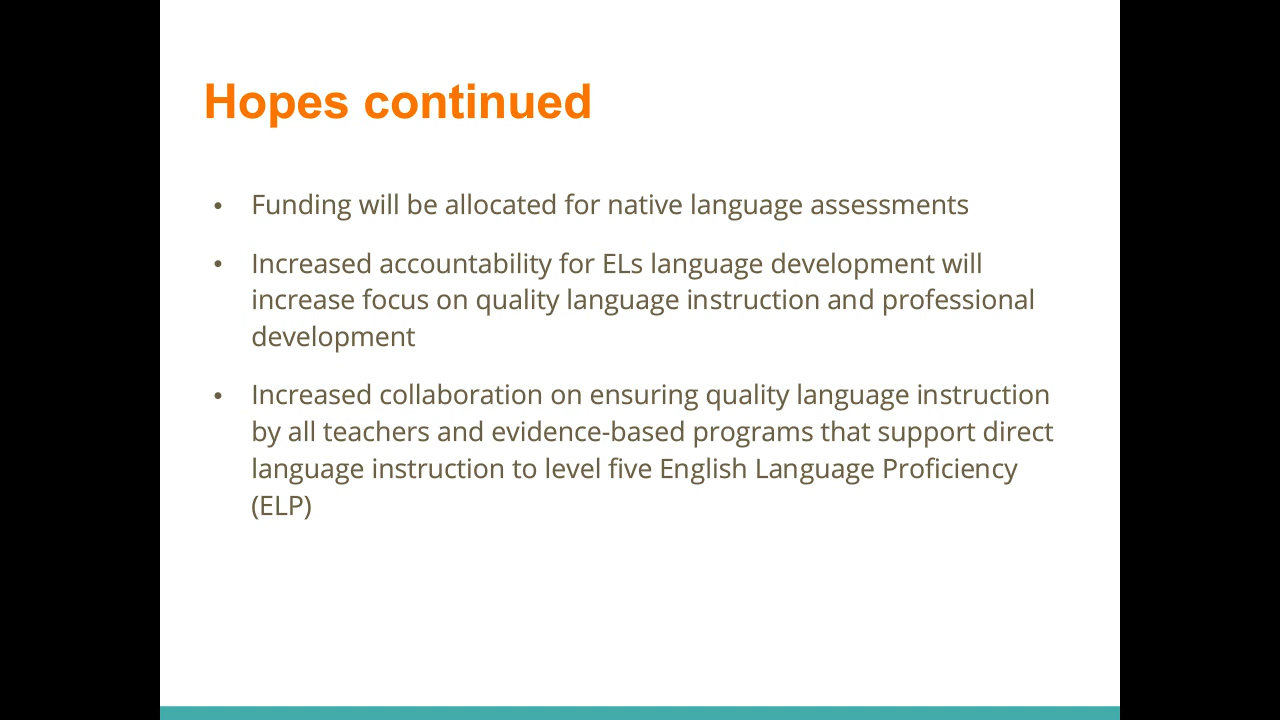 Hopes continued
• Funding will be allocated for native language assessments
• Increased accountability for ELs language development will
increase focus on quality language instruction and professional
development
• Increased collaboration on ensuring quality language instruction
by all teachers and evidence-based programs that support direct
language instruction to level five English Language Proficiency
(ELP)